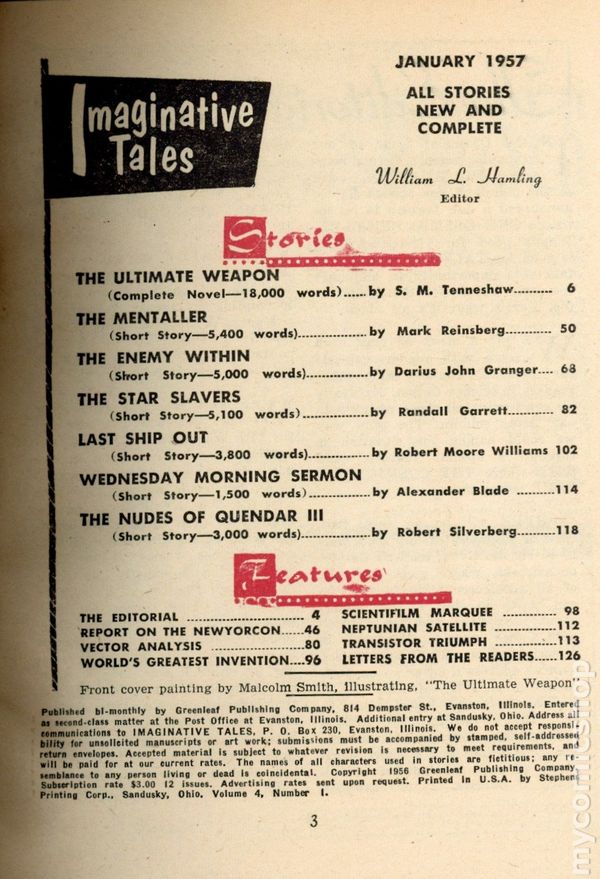 JANUARY 1957
ALL STORIES
NEW AND
COMPLETE
Imaginative
Tales
William L. Hamling
Editor
Stories
THE ULTIMATE WEAPON
(Complete Novel—18,000 words)......by S. M. Tenneshaw.......... 6
THE MENTALLER
(Short Story—5,400 words)..................by Mark Reinsberg............ 50
THE ENEMY WITHIN
(Short Story—5,000 words)................by Darius John Granger.... 68
THE STAR SLAVERS
(Short Story—5,100 words)..................by Randall Garrett............ 82
LAST SHIP OUT
(Short Story—3,800 words)................by Robert Moore Williams 102
WEDNESDAY MORNING SERMON
(Short Story—1,500 words)................by Alexander Blade ..........114
THE NUDES OF QUENDAR III
(Short Story—3,000 words)................by Robert Silverberg..........118
Features
THE EDITORIAL ........................ 4
REPORT ON THE NEWYORCON......46
VECTOR ANALYSIS ...................80
WORLD'S GREATEST INVENTION....96
SCIENTIFILM MARQUEE ............. 98
NEPTUNIAN SATELLITE ..............112
TRANSISTOR TRIUMPH ..............113
LETTERS FROM THE READERS......126
Front cover painting by Malcolm Smith, illustrating, "The Ultimate Weapon"
Published bi-monthly by Greenleaf Publishing Company, 814 Dempster St., Evanston, Illinois. Entered
as second-class matter at the Post Office at Evanston, Illinois. Additional entry at Sandusky, Ohio. Address all
communications to IMAGINATIVE TALES, P. O. Box 230, Evanston, Illinois. We do not accept responsi-
bility for unsolicited manuscripts or art work; submissions must be accompanied by stamped, self-addressed
return envelopes. Accepted material is subject to whatever revision is necessary to meet requirements, and
will be paid for at our current rates. The names of all characters used in stories are fictitious; any re-
semblance to any person living or dead is coincidental. Copyright 1956 Greenleaf Publishing Company.
Subscription rate $3.00 12 issues. Advertising rates sent upon request. Printed in U.S.A. by Stephens
Printing Corp., Sandusky, Ohio. Volume 4, Number 1.
3
mycomicshop